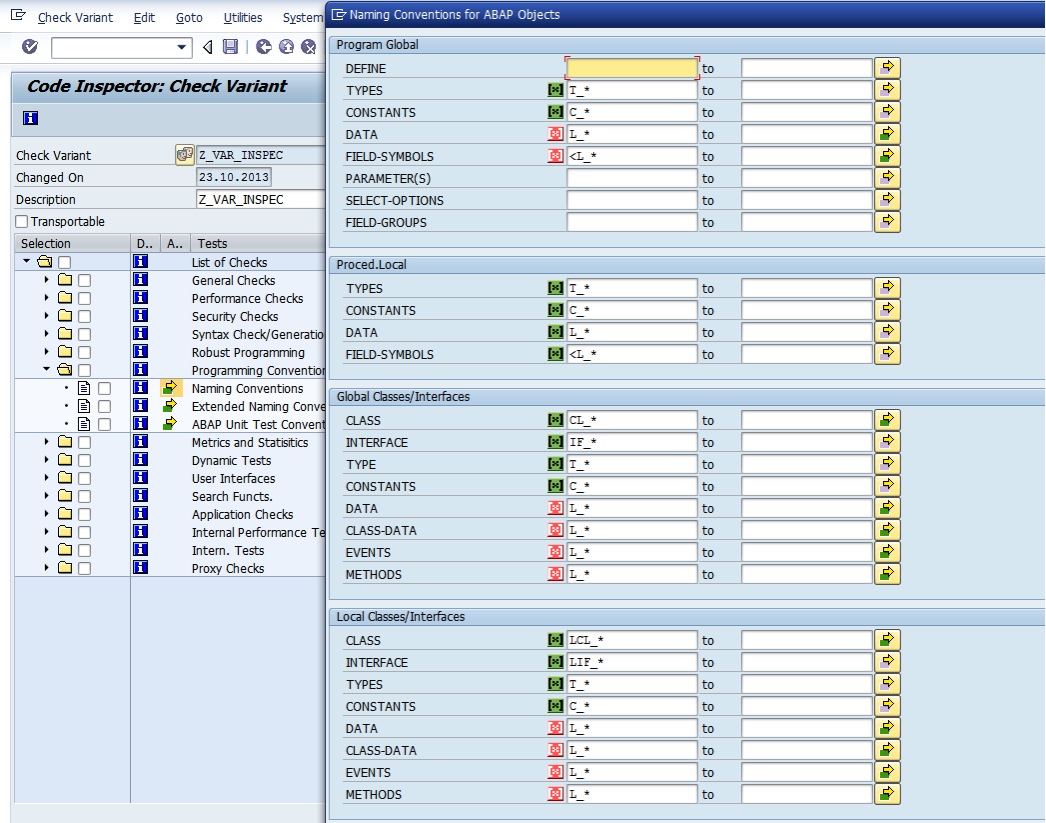 Check Variant Edit Goto Utilities System
Code Inspector: Check Variant
Check Variant Z_VAR_INSPEC
Changed On 23.10.2013
Description Z_VAR_INSPEC
Transportable
Selection D.. A.. Tests
List of Checks
General Checks
Performance Checks
Security Checks
Syntax Check/Generatio
Robust Programming
Programming Convention
Naming Conventions
Extended Naming Conve
ABAP Unit Test Convent
Metrics and Statisitics
Dynamic Tests
User Interfaces
Search Functs.
Application Checks
Internal Performance Te
Intern. Tests
Proxy Checks
Naming Conventions for ABAP Objects
Program Global
DEFINE to
TYPES T_* to
CONSTANTS C_* to
DATA L_* to
FIELD-SYMBOLS <L_* to
PARAMETER(S) to
SELECT-OPTIONS to
FIELD-GROUPS to
Proced.Local
TYPES T_* to
CONSTANTS C_* to
DATA L_* to
FIELD-SYMBOLS <L_* to
Global Classes/Interfaces
CLASS CL_* to
INTERFACE IF_* to
TYPE T_* to
CONSTANTS C_* to
DATA L_* to
CLASS-DATA L_* to
EVENTS L_* to
METHODS L_* to
Local Classes/Interfaces
CLASS LCL_* to
INTERFACE LIF_* to
TYPES T_* to
CONSTANTS C_* to
DATA L_* to
CLASS-DATA L_* to
EVENTS L_* to
METHODS L_* to